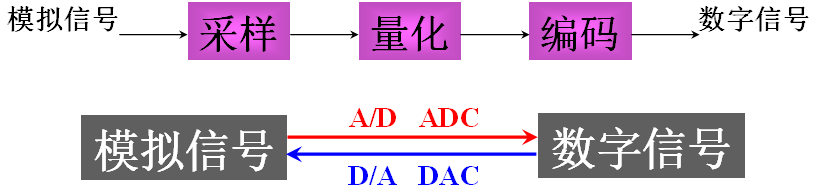 模拟信号 采样 量化 编码 数字信号
A/D ADC
模拟信号 数字信号
D/A DAC